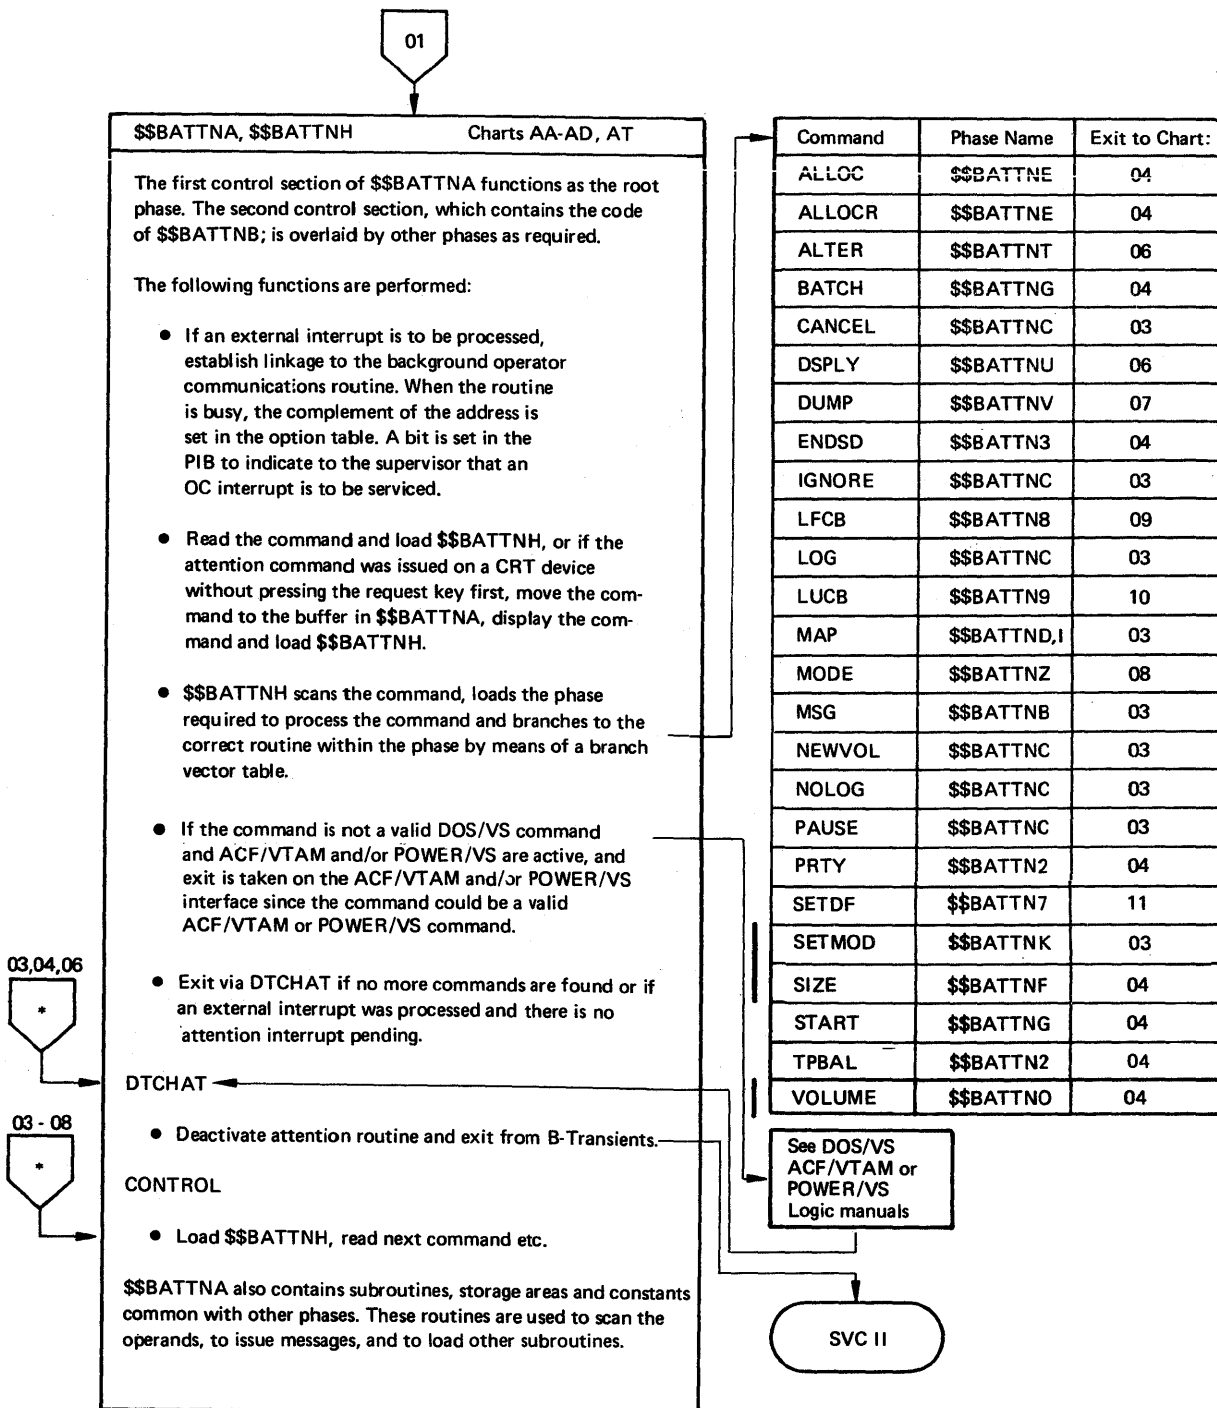 01
$$BATTNA, $$BATTNH Charts AA-AD, AT
The first control section of $$BATTNA functions as the root
phase. The second control section, which contains the code
of $$BATTNB; is overlaid by other phases as required.
The following functions are performed:
● If an external interrupt is to be processed,
establish linkage to the background operator
communications routine. When the routine
is busy, the complement of the address is
set in the option table. A bit is set in the
PIB to indicate to the supervisor that an
OC interrupt is to be serviced.
● Read the command and load $$BATTNH, or if the
attention command was issued on a CRT device
without pressing the request key first, move the com-
mand to the buffer in $$BATTNA, display the com-
mand and load $$BATTNH.
● $$BATTNH scans the command, loads the phase
required to process the command and branches to the
correct routine within the phase by means of a branch
vector table.
● If the command is not a valid DOS/VS command
and ACF/VTAM and/or POWER/VS are active, and
exit is taken on the ACF/VTAM and/or POWER/VS
interface since the command could be a valid
ACF/VTAM or POWER/VS command.
● Exit via DTCHAT if no more commands are found or if
an external interrupt was processed and there is no
attention interrupt pending.
03,04,06
*
DTCHAT
● Deactivate attention routine and exit from B-Transients.
03 - 08
*
CONTROL
● Load $$BATTNH, read next command etc.
$$BATTNA also contains subroutines, storage areas and constants
common with other phases. These routines are used to scan the
operands, to issue messages, and to load other subroutines.
Command Phase Name Exit to Chart:
ALLOC $$BATTNE 04
ALLOCR $$BATTNE 04
ALTER $$BATTNT 06
BATCH $$BATTNG 04
CANCEL $$BATTNC 03
DSPLY $$BATTNU 06
DUMP $$BATTNV 07
ENDSD $$BATTN3 04
IGNORE $$BATTNC 03
LFCB $$BATTN8 09
LOG $$BATTNC 03
LUCB $$BATTN9 10
MAP $$BATTND,I 03
MODE $$BATTNZ 08
MSG $$BATTNB 03
NEWVOL $$BATTNC 03
NOLOG $$BATTNC 03
PAUSE $$BATTNC 03
PRTY $$BATTN2 04
SETDF $$BATTN7 11
SETMOD $$BATTNK 03
SIZE $$BATTNF 04
START $$BATTNG 04
TPBAL $$BATTN2 04
VOLUME $$BATTNO 04
See DOS/VS
ACF/VTAM or
POWER/VS
Logic manuals
SVC II